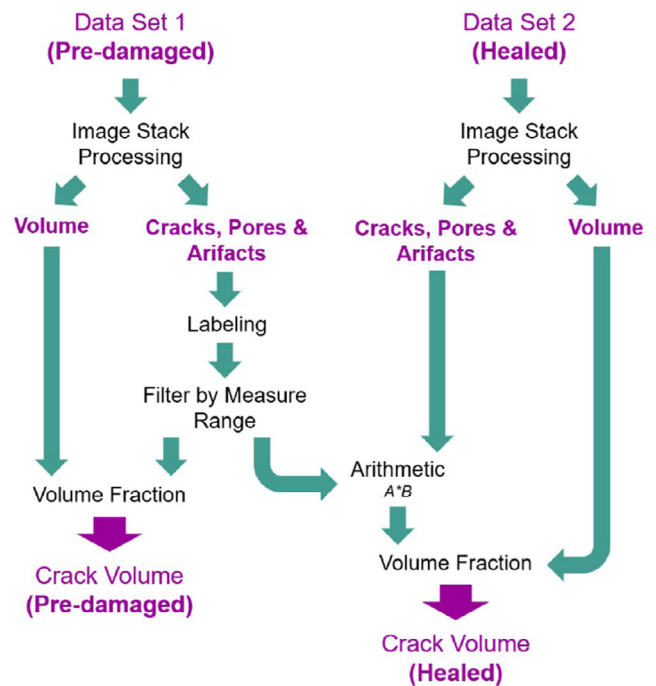 Data Set 1
(Pre-damaged)
Data Set 2
(Healed)
Image Stack
Processing
Image Stack
Processing
Volume
Cracks, Pores &
Arifacts
Cracks, Pores &
Arifacts
Volume
Labeling
Filter by Measure
Range
Arithmetic
A*B
Volume Fraction
Volume Fraction
Crack Volume
(Pre-damaged)
Crack Volume
(Healed)